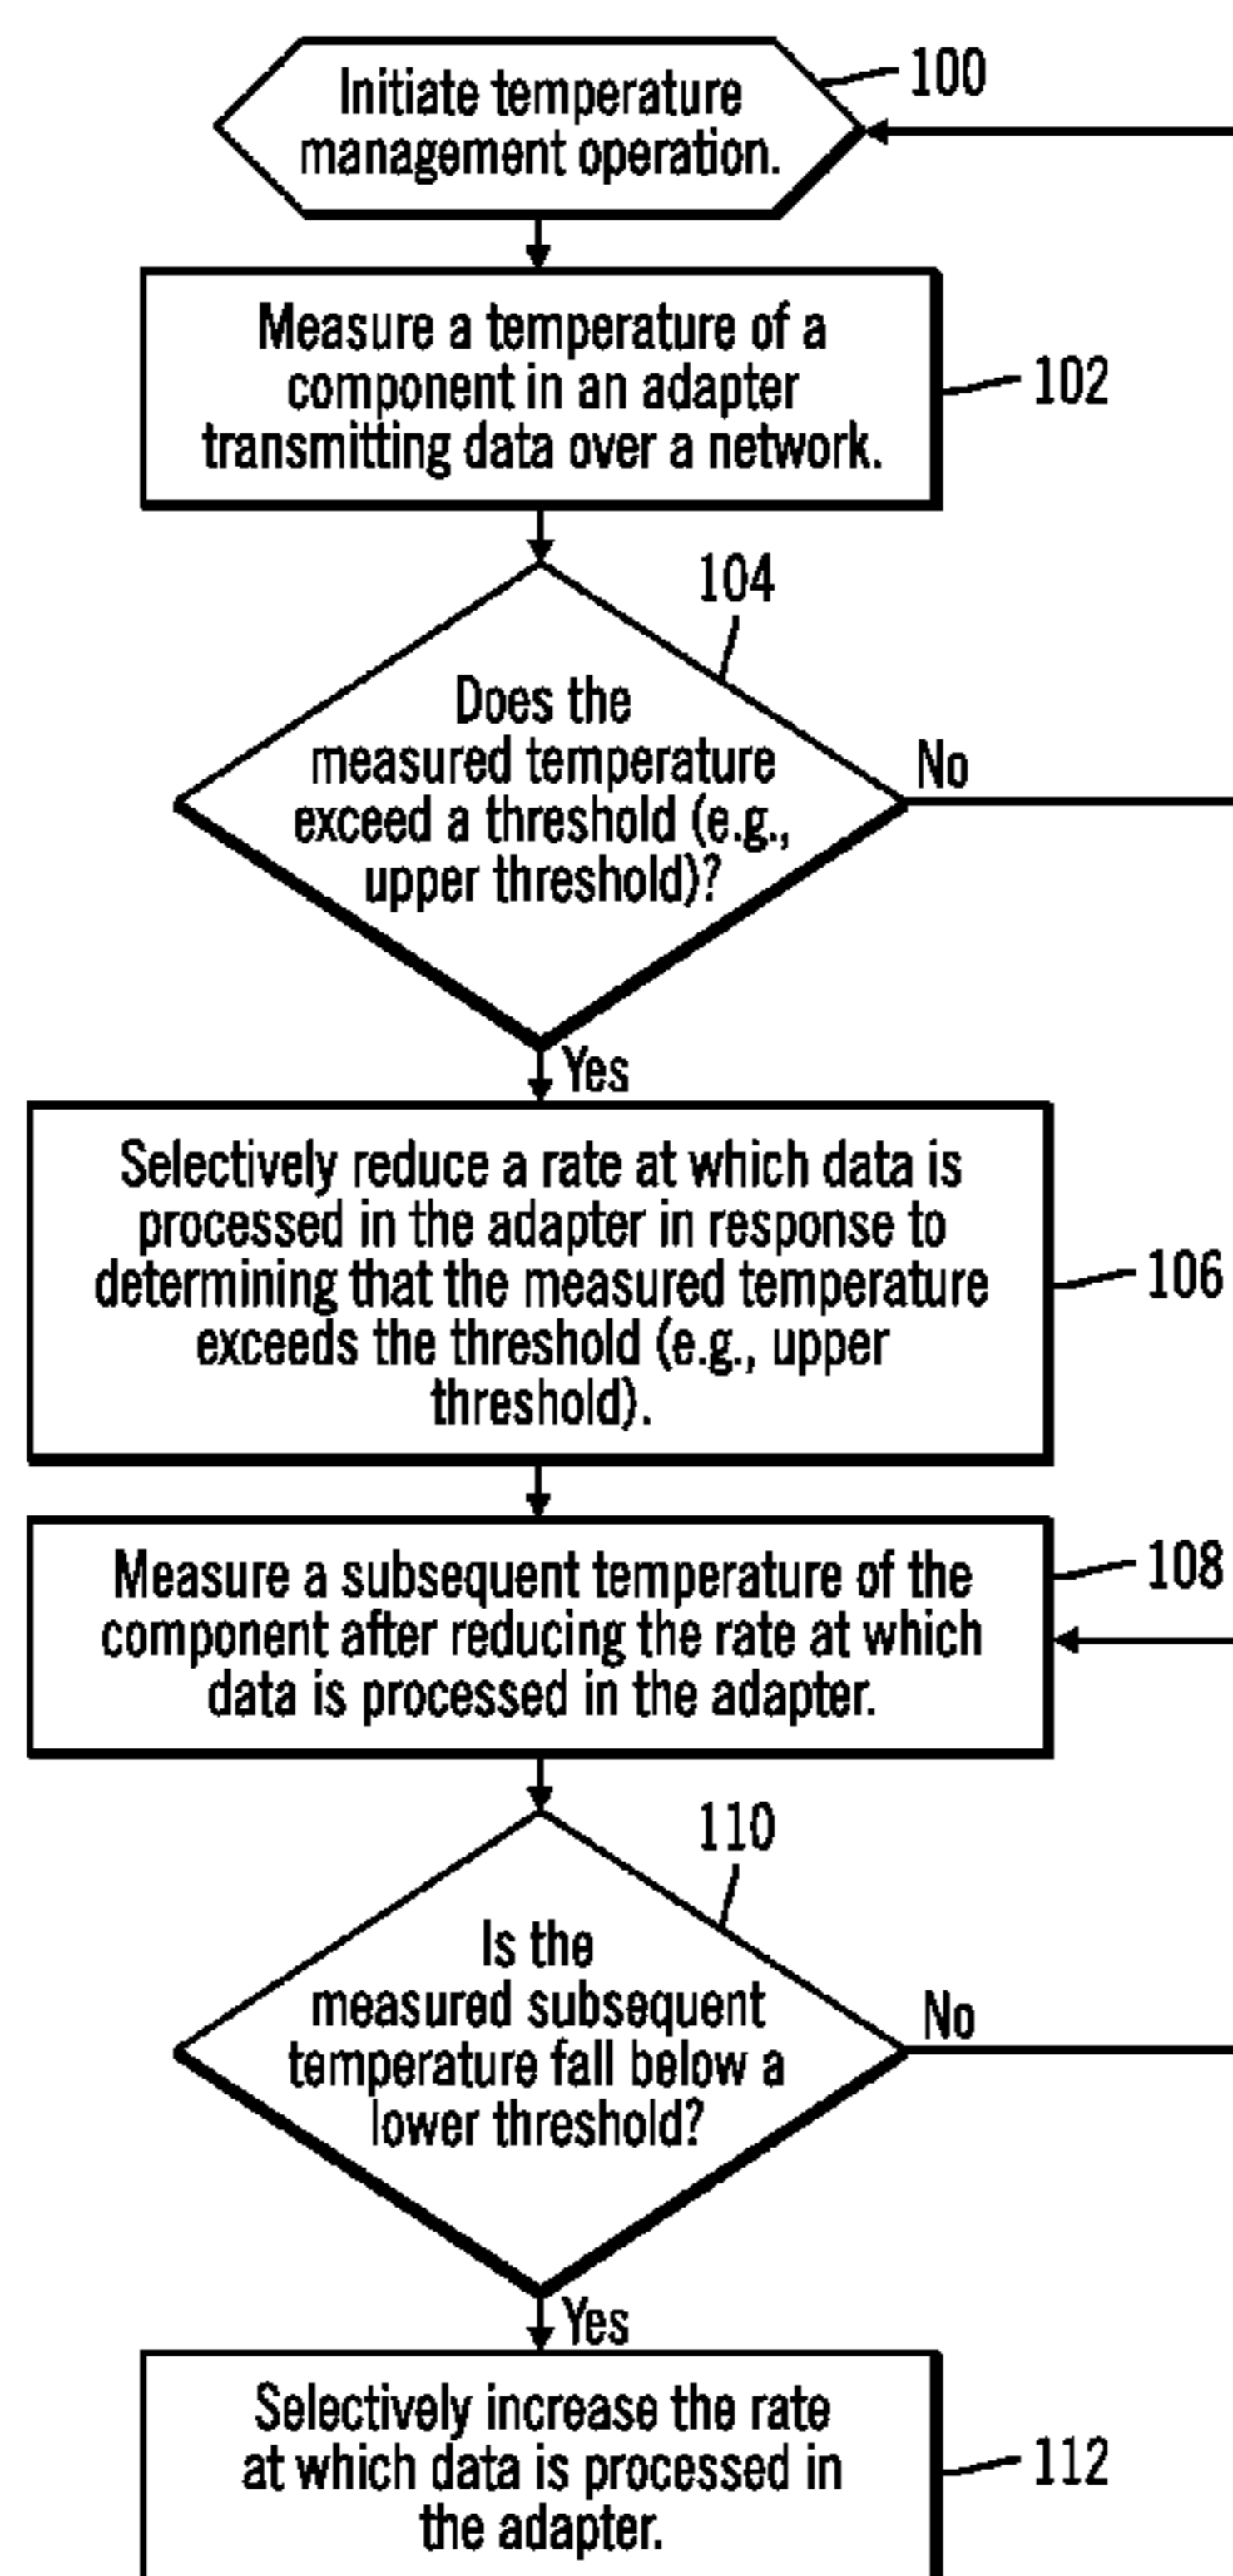 Initiate temperature
management operation.
100
Measure a temperature of a
component in an adapter
transmitting data over a network.
102
104
Does the
measured temperature
exceed a threshold (e.g.,
upper threshold)?
No
Yes
Selectively reduce a rate at which data is
processed in the adapter in response to
determining that the measured temperature
exceeds the threshold (e.g., upper
threshold).
106
Measure a subsequent temperature of the
component after reducing the rate at which
data is processed in the adapter.
108
110
Is the
measured subsequent
temperature fall below a
lower threshold?
No
Yes
Selectively increase the rate
at which data is processed in
the adapter.
112